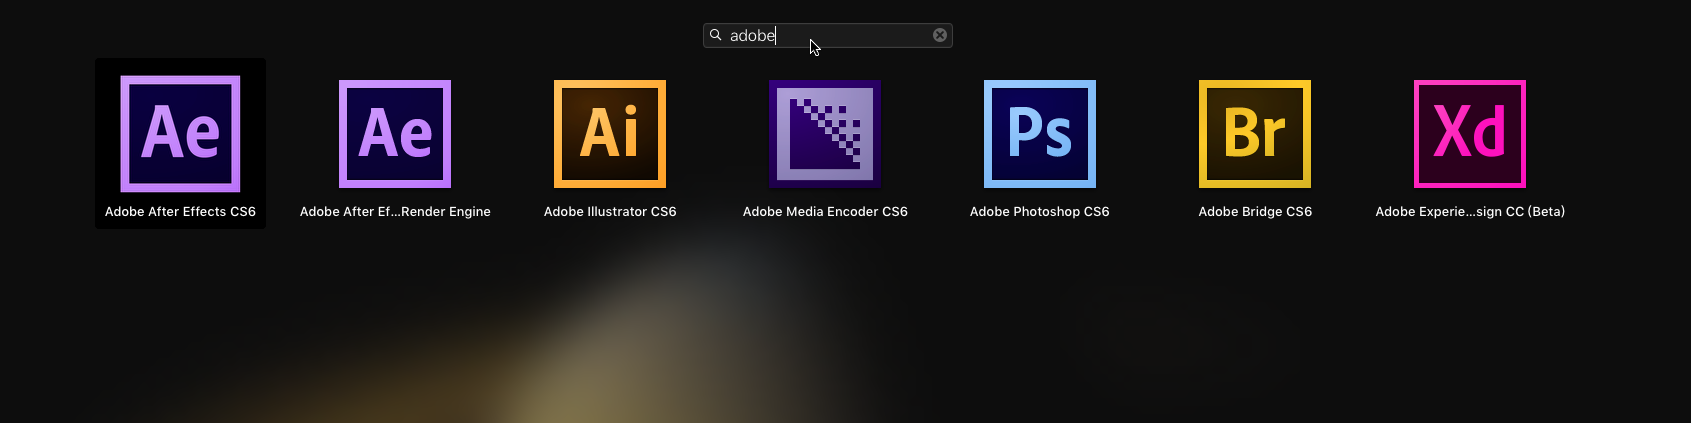 adobe
Ae
Ae
Ai
Ps
Br
Xd
Adobe After Effects CS6
Adobe After Ef...Render Engine
Adobe Illustrator CS6
Adobe Media Encoder CS6
Adobe Photoshop CS6
Adobe Bridge CS6
Adobe Experie...sign CC (Beta)